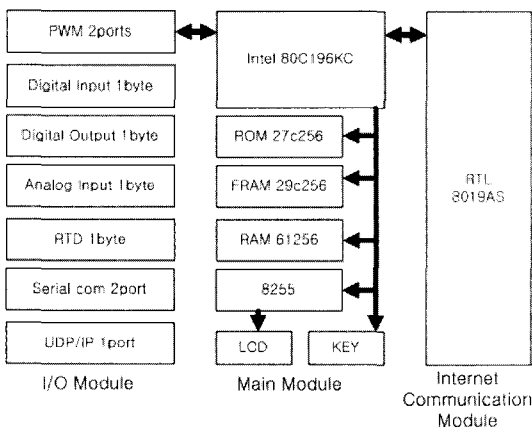 PWM 2ports
Digital Input 1byte
Digital Output 1byte
Analog Input 1byte
RTD 1byte
Serial com 2port
UDP/IP 1port
I/O Module
Intel 80C196KC
ROM 27c256
FRAM 29c256
RAM 61256
8255
LCD
KEY
Main Module
RTL
8019AS
Internet
Communication
Module